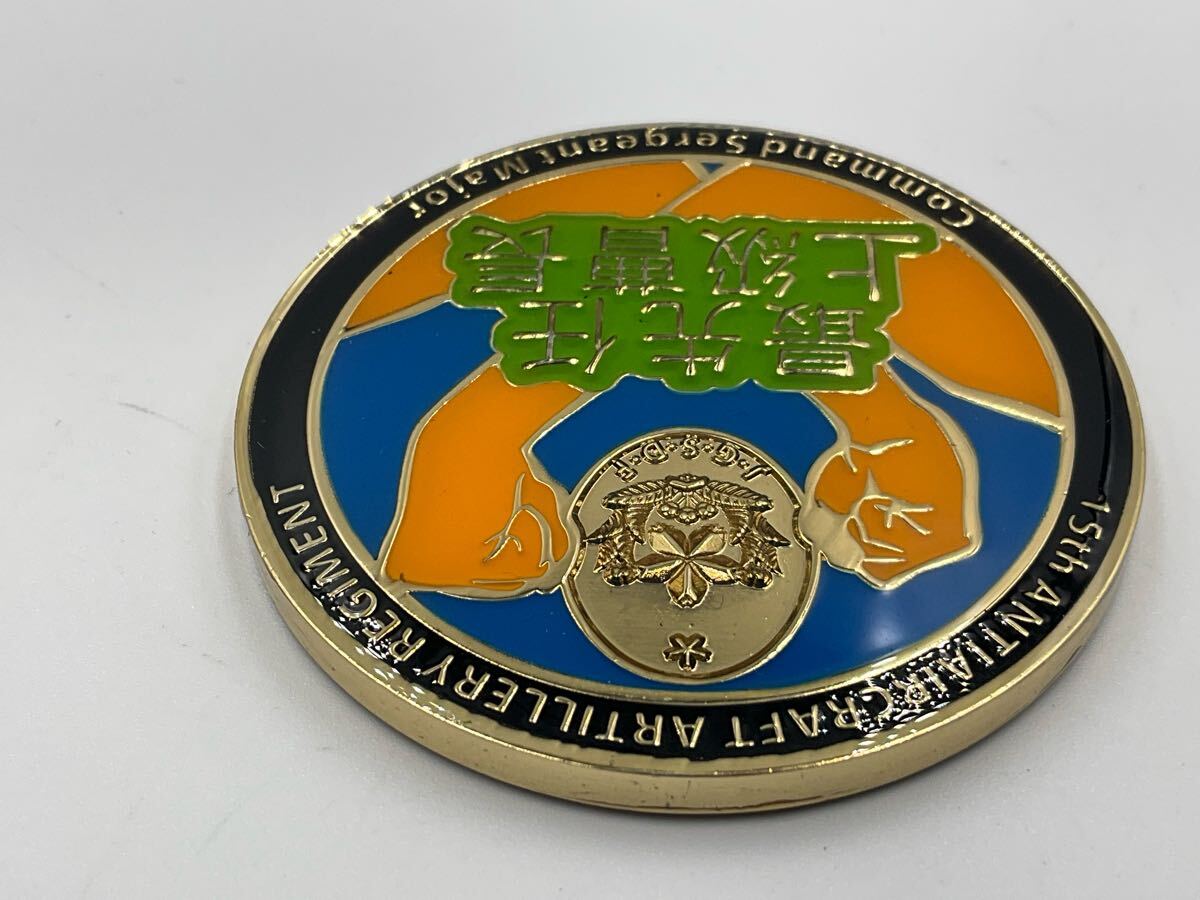 15th ANTIAIRCRAFT ARTILLERY REGIMENT
J・G・S・D・F
最先任
上級曹長
Command Sergeant Major